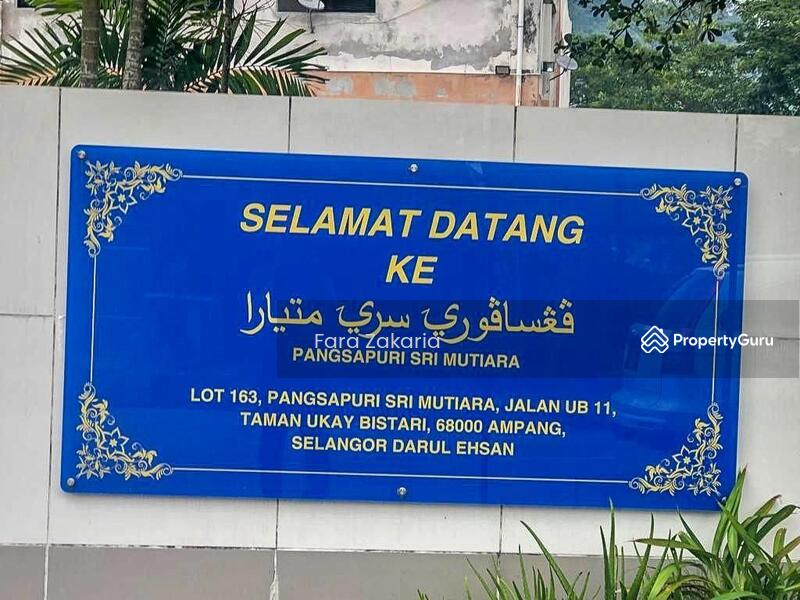 SELAMAT DATANG
KE
ڤڠساڤوري سري متيارا
Fara Zakaria
PropertyGuru
PANGSAPURI SRI MUTIARA
LOT 163, PANGSAPURI SRI MUTIARA, JALAN UB 11,
TAMAN UKAY BISTARI, 68000 AMPANG,
SELANGOR DARUL EHSAN